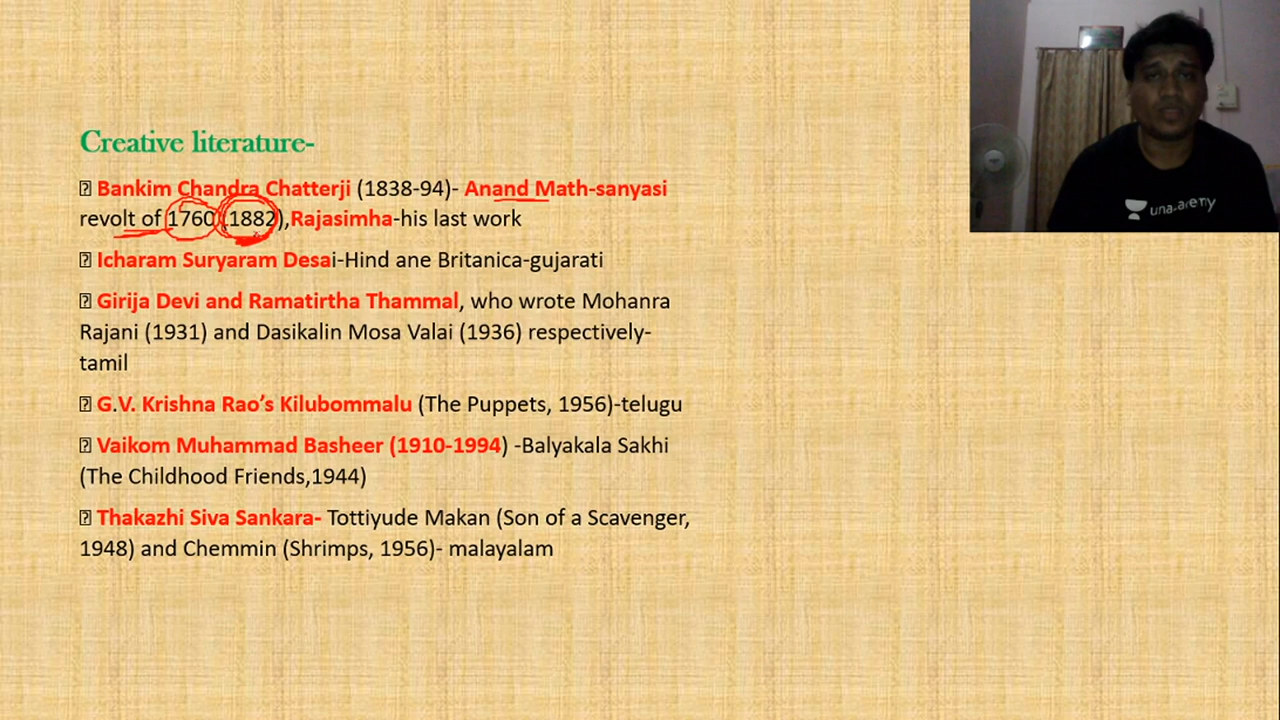 Creative literature-
Bankim Chandra Chatterji (1838-94)- Anand Math-sanyasi
revolt of 1760 (1882),Rajasimha-his last work
Icharam Suryaram Desai-Hind ane Britanica-gujarati
Girija Devi and Ramatirtha Thammal, who wrote Mohanra
Rajani (1931) and Dasikalin Mosa Valai (1936) respectively-
tamil
G.V. Krishna Rao’s Kilubommalu (The Puppets, 1956)-telugu
Vaikom Muhammad Basheer (1910-1994) -Balyakala Sakhi
(The Childhood Friends,1944)
Thakazhi Siva Sankara- Tottiyude Makan (Son of a Scavenger,
1948) and Chemmin (Shrimps, 1956)- malayalam